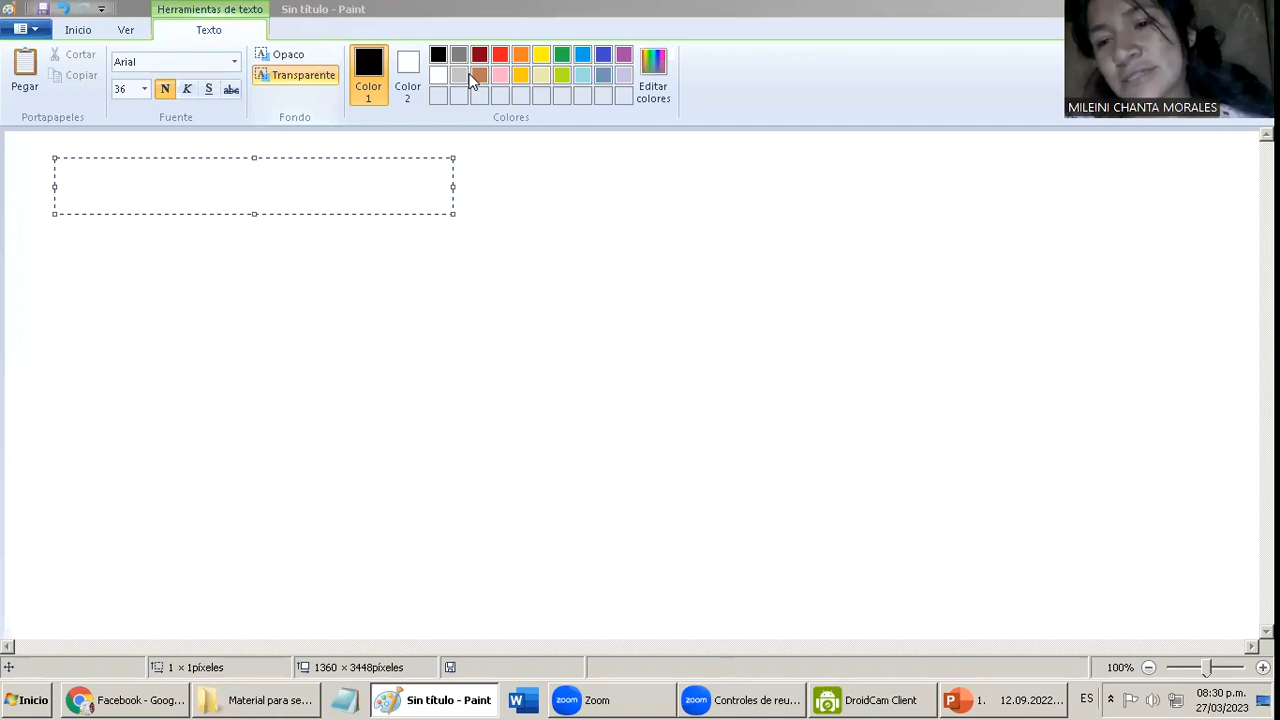 Herramientas de texto
Sin título - Paint
Inicio
Ver
Texto
Pegar
Cortar
Copiar
Portapapeles
Arial
36
N K S abc
Fuente
Opaco
Transparente
Fondo
Color 1
Color 2
Editar colores
Colores
MILEINI CHANTA MORALES
1 × 1píxeles
1360 × 3448píxeles
100%
Inicio
Facebook - Goog...
Material para se...
Sin título - Paint
Zoom
Controles de reu...
DroidCam Client
1. 12.09.2022...
ES
08:30 p.m.
27/03/2023